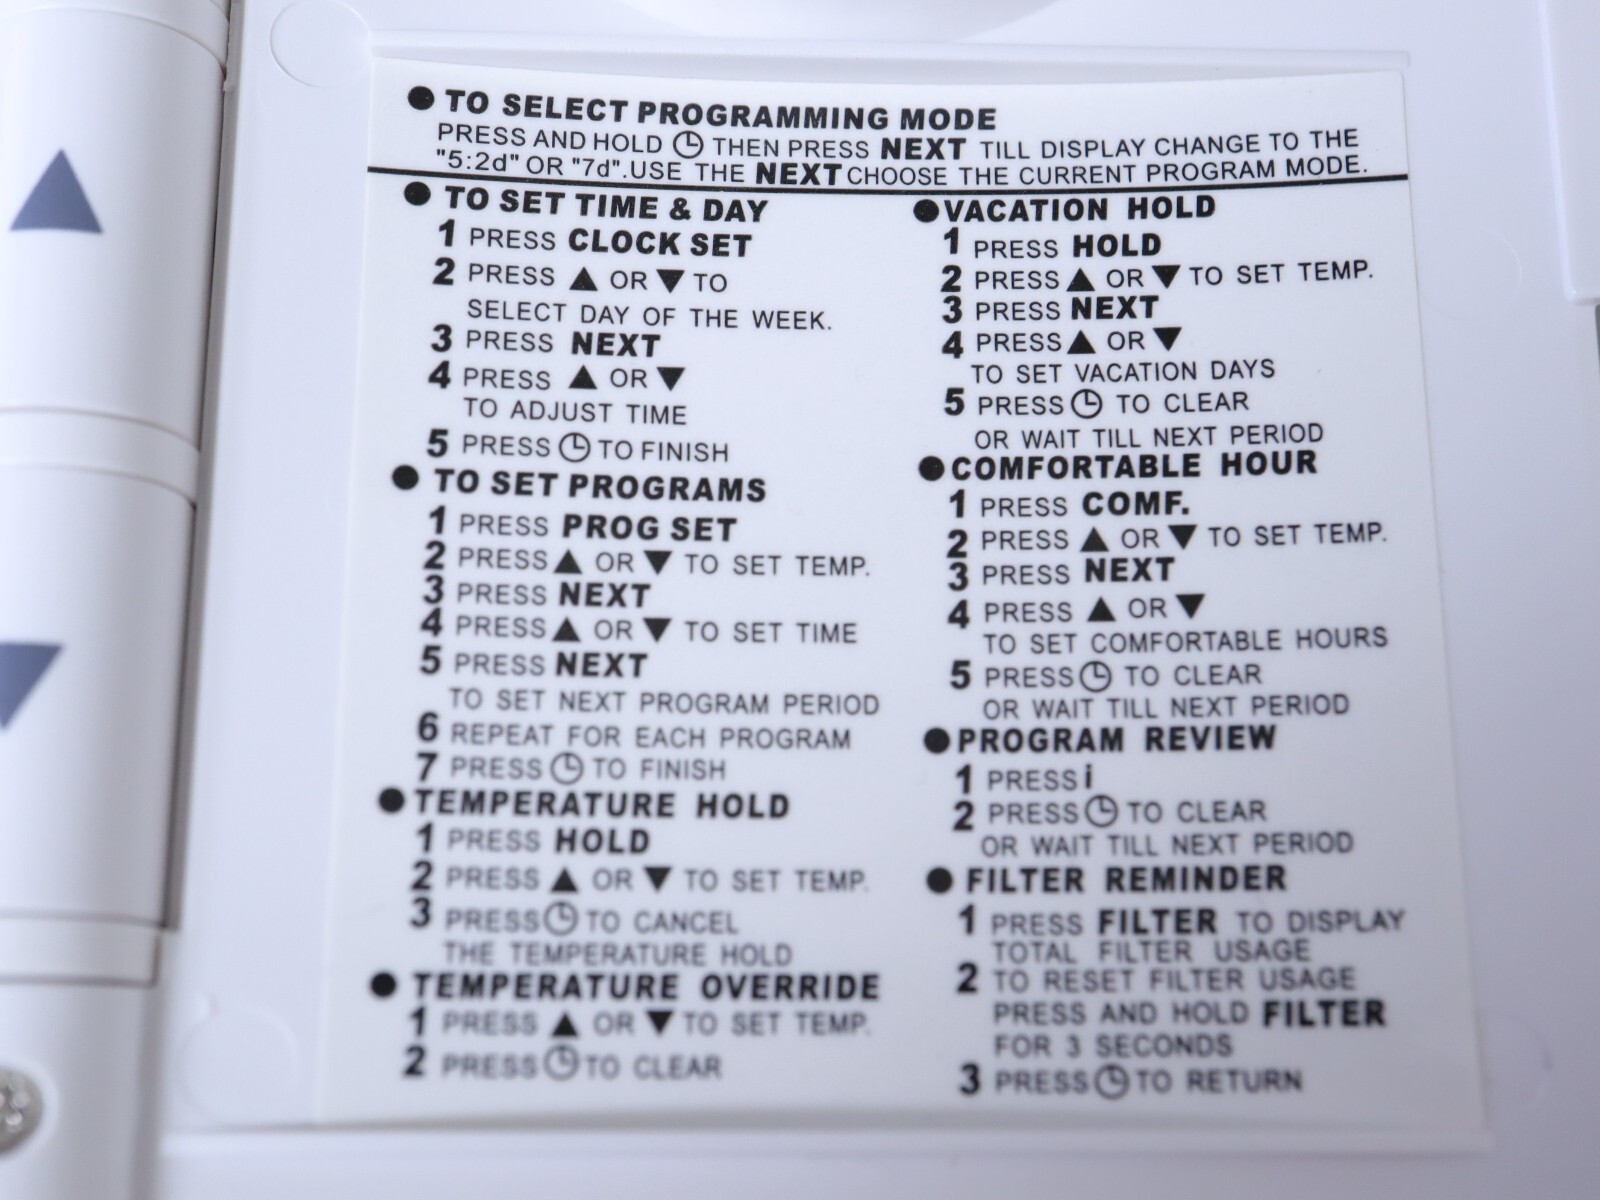 ● TO SELECT PROGRAMMING MODE
PRESS AND HOLD 🕒 THEN PRESS NEXT TILL DISPLAY CHANGE TO THE
"5:2d" OR "7d".USE THE NEXT CHOOSE THE CURRENT PROGRAM MODE.
● TO SET TIME & DAY
1 PRESS CLOCK SET
2 PRESS ▲ OR ▼ TO
SELECT DAY OF THE WEEK.
3 PRESS NEXT
4 PRESS ▲ OR ▼
TO ADJUST TIME
5 PRESS 🕒 TO FINISH
● TO SET PROGRAMS
1 PRESS PROG SET
2 PRESS ▲ OR ▼ TO SET TEMP.
3 PRESS NEXT
4 PRESS ▲ OR ▼ TO SET TIME
5 PRESS NEXT
TO SET NEXT PROGRAM PERIOD
6 REPEAT FOR EACH PROGRAM
7 PRESS 🕒 TO FINISH
● TEMPERATURE HOLD
1 PRESS HOLD
2 PRESS ▲ OR ▼ TO SET TEMP.
3 PRESS 🕒 TO CANCEL
THE TEMPERATURE HOLD
● TEMPERATURE OVERRIDE
1 PRESS ▲ OR ▼ TO SET TEMP.
2 PRESS 🕒 TO CLEAR
● VACATION HOLD
1 PRESS HOLD
2 PRESS ▲ OR ▼ TO SET TEMP.
3 PRESS NEXT
4 PRESS ▲ OR ▼
TO SET VACATION DAYS
5 PRESS 🕒 TO CLEAR
OR WAIT TILL NEXT PERIOD
● COMFORTABLE HOUR
1 PRESS COMF.
2 PRESS ▲ OR ▼ TO SET TEMP.
3 PRESS NEXT
4 PRESS ▲ OR ▼
TO SET COMFORTABLE HOURS
5 PRESS 🕒 TO CLEAR
OR WAIT TILL NEXT PERIOD
● PROGRAM REVIEW
1 PRESS i
2 PRESS 🕒 TO CLEAR
OR WAIT TILL NEXT PERIOD
● FILTER REMINDER
1 PRESS FILTER TO DISPLAY
TOTAL FILTER USAGE
2 TO RESET FILTER USAGE
PRESS AND HOLD FILTER
FOR 3 SECONDS
3 PRESS 🕒 TO RETURN